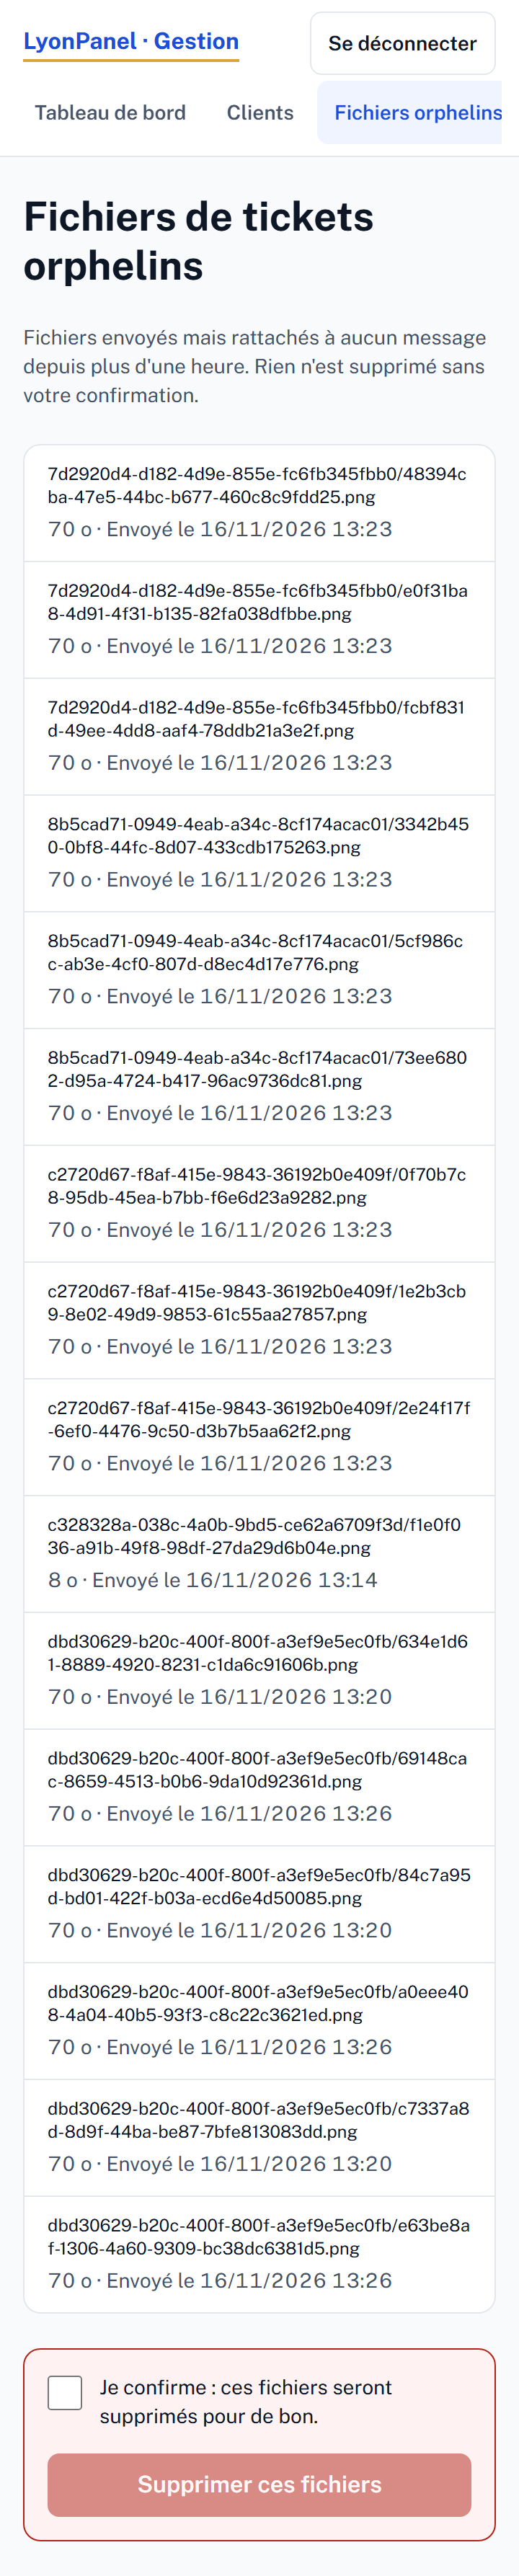 LyonPanel · Gestion
Se déconnecter
Tableau de bord
Clients
Fichiers orphelins
Fichiers de tickets
orphelins
Fichiers envoyés mais rattachés à aucun message
depuis plus d'une heure. Rien n'est supprimé sans
votre confirmation.
7d2920d4-d182-4d9e-855e-fc6fb345fbb0/48394c
ba-47e5-44bc-b677-460c8c9fdd25.png
70 o · Envoyé le 16/11/2026 13:23
7d2920d4-d182-4d9e-855e-fc6fb345fbb0/e0f31ba
8-4d91-4f31-b135-82fa038dfbbe.png
70 o · Envoyé le 16/11/2026 13:23
7d2920d4-d182-4d9e-855e-fc6fb345fbb0/fcbf831
d-49ee-4dd8-aaf4-78ddb21a3e2f.png
70 o · Envoyé le 16/11/2026 13:23
8b5cad71-0949-4eab-a34c-8cf174acac01/3342b45
0-0bf8-44fc-8d07-433cdb175263.png
70 o · Envoyé le 16/11/2026 13:23
8b5cad71-0949-4eab-a34c-8cf174acac01/5cf986c
c-ab3e-4cf0-807d-d8ec4d17e776.png
70 o · Envoyé le 16/11/2026 13:23
8b5cad71-0949-4eab-a34c-8cf174acac01/73ee680
2-d95a-4724-b417-96ac9736dc81.png
70 o · Envoyé le 16/11/2026 13:23
c2720d67-f8af-415e-9843-36192b0e409f/0f70b7c
8-95db-45ea-b7bb-f6e6d23a9282.png
70 o · Envoyé le 16/11/2026 13:23
c2720d67-f8af-415e-9843-36192b0e409f/1e2b3cb
9-8e02-49d9-9853-61c55aa27857.png
70 o · Envoyé le 16/11/2026 13:23
c2720d67-f8af-415e-9843-36192b0e409f/2e24f17f
-6ef0-4476-9c50-d3b7b5aa62f2.png
70 o · Envoyé le 16/11/2026 13:23
c328328a-038c-4a0b-9bd5-ce62a6709f3d/f1e0f0
36-a91b-49f8-98df-27da29d6b04e.png
8 o · Envoyé le 16/11/2026 13:14
dbd30629-b20c-400f-800f-a3ef9e5ec0fb/634e1d6
1-8889-4920-8231-c1da6c91606b.png
70 o · Envoyé le 16/11/2026 13:20
dbd30629-b20c-400f-800f-a3ef9e5ec0fb/69148ca
c-8659-4513-b0b6-9da10d92361d.png
70 o · Envoyé le 16/11/2026 13:26
dbd30629-b20c-400f-800f-a3ef9e5ec0fb/84c7a95
d-bd01-422f-b03a-ecd6e4d50085.png
70 o · Envoyé le 16/11/2026 13:20
dbd30629-b20c-400f-800f-a3ef9e5ec0fb/a0eee40
8-4a04-40b5-93f3-c8c22c3621ed.png
70 o · Envoyé le 16/11/2026 13:26
dbd30629-b20c-400f-800f-a3ef9e5ec0fb/c7337a8
d-8d9f-44ba-be87-7bfe813083dd.png
70 o · Envoyé le 16/11/2026 13:20
dbd30629-b20c-400f-800f-a3ef9e5ec0fb/e63be8a
f-1306-4a60-9309-bc38dc6381d5.png
70 o · Envoyé le 16/11/2026 13:26
Je confirme : ces fichiers seront
supprimés pour de bon.
Supprimer ces fichiers